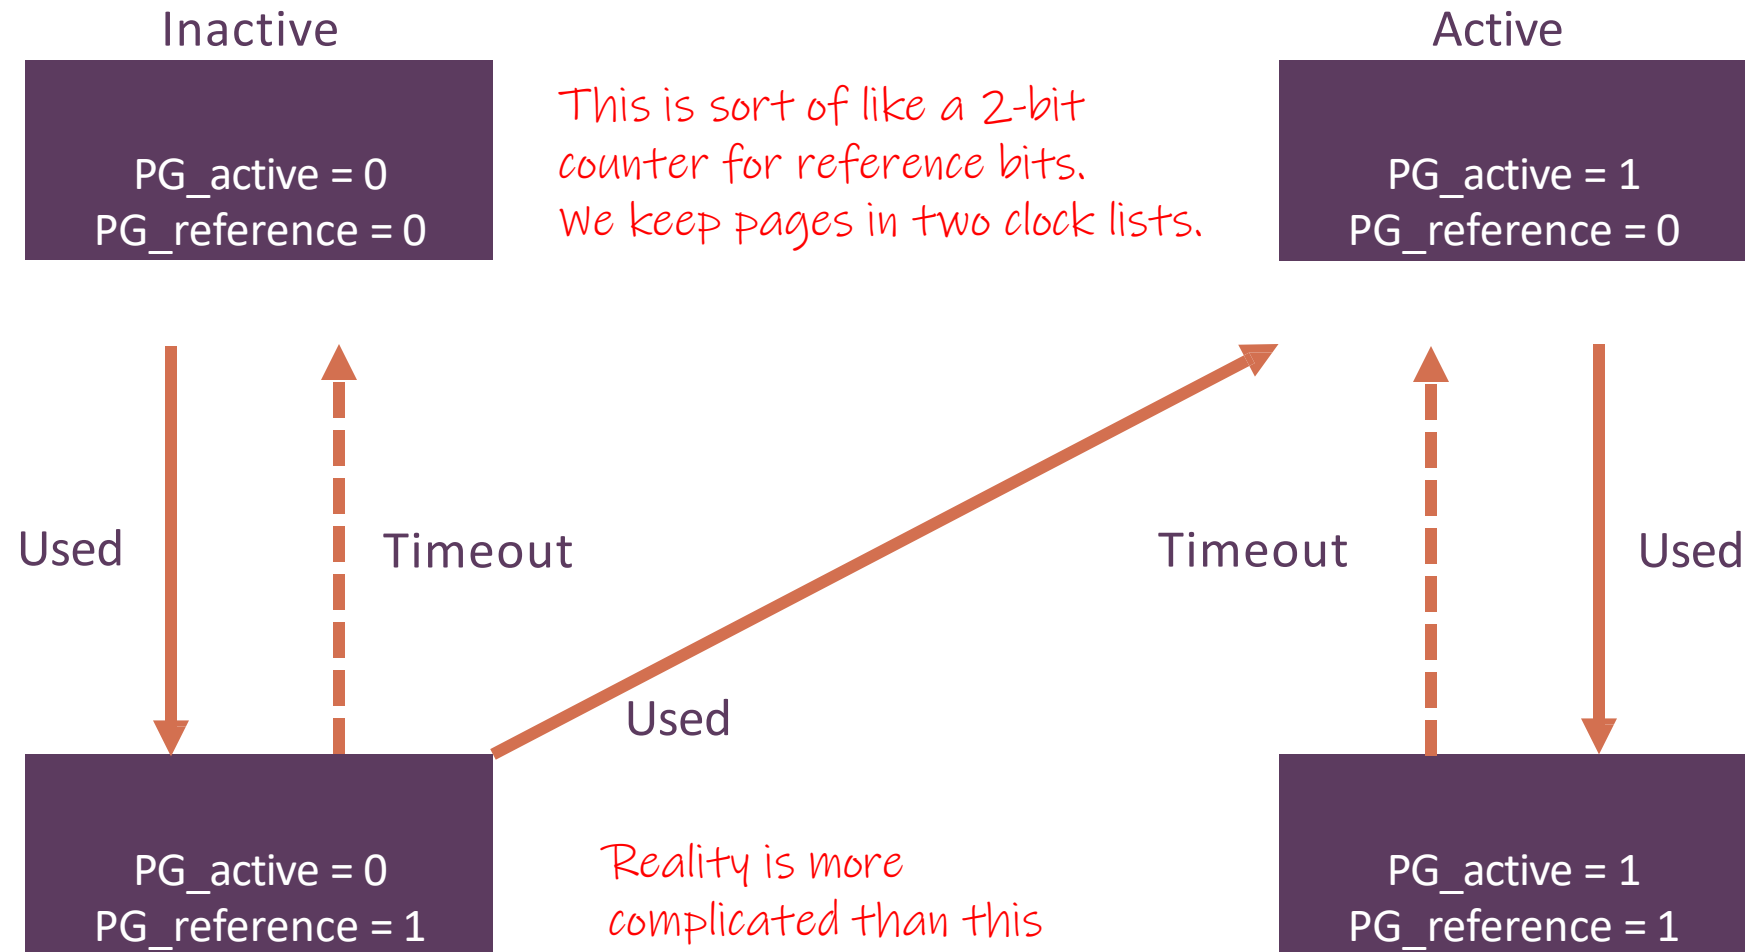 Inactive
Active
PG_active = 0
PG_reference = 0
This is sort of like a 2-bit
counter for reference bits.
We keep pages in two clock lists.
PG_active = 1
PG_reference = 0
Used
Timeout
Timeout
Used
Used
PG_active = 0
PG_reference = 1
Reality is more
complicated than this
PG_active = 1
PG_reference = 1